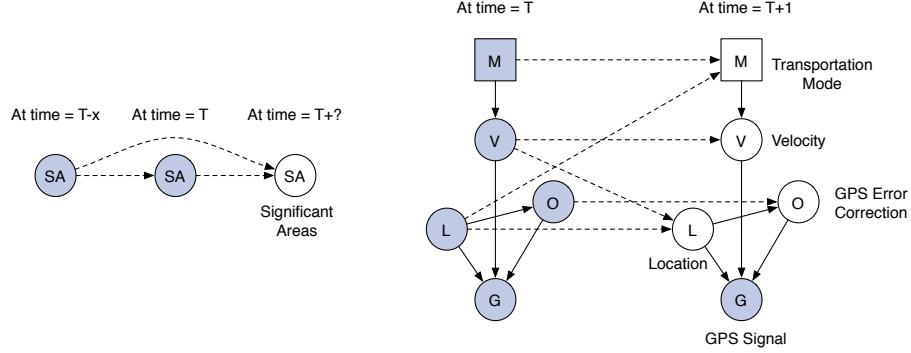 At time = T-x
At time = T
At time = T+?
SA
SA
SA
Significant
Areas
At time = T
At time = T+1
M
M
Transportation
Mode
V
V
Velocity
L
O
L
O
GPS Error
Correction
Location
G
G
GPS Signal